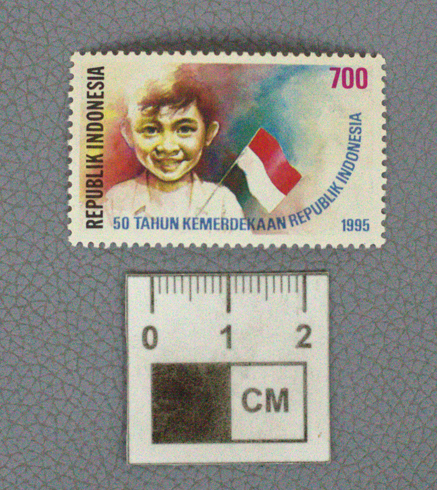 REPUBLIK INDONESIA
700
50 TAHUN KEMERDEKAAN REPUBLIK INDONESIA
1995
0 1 2
CM